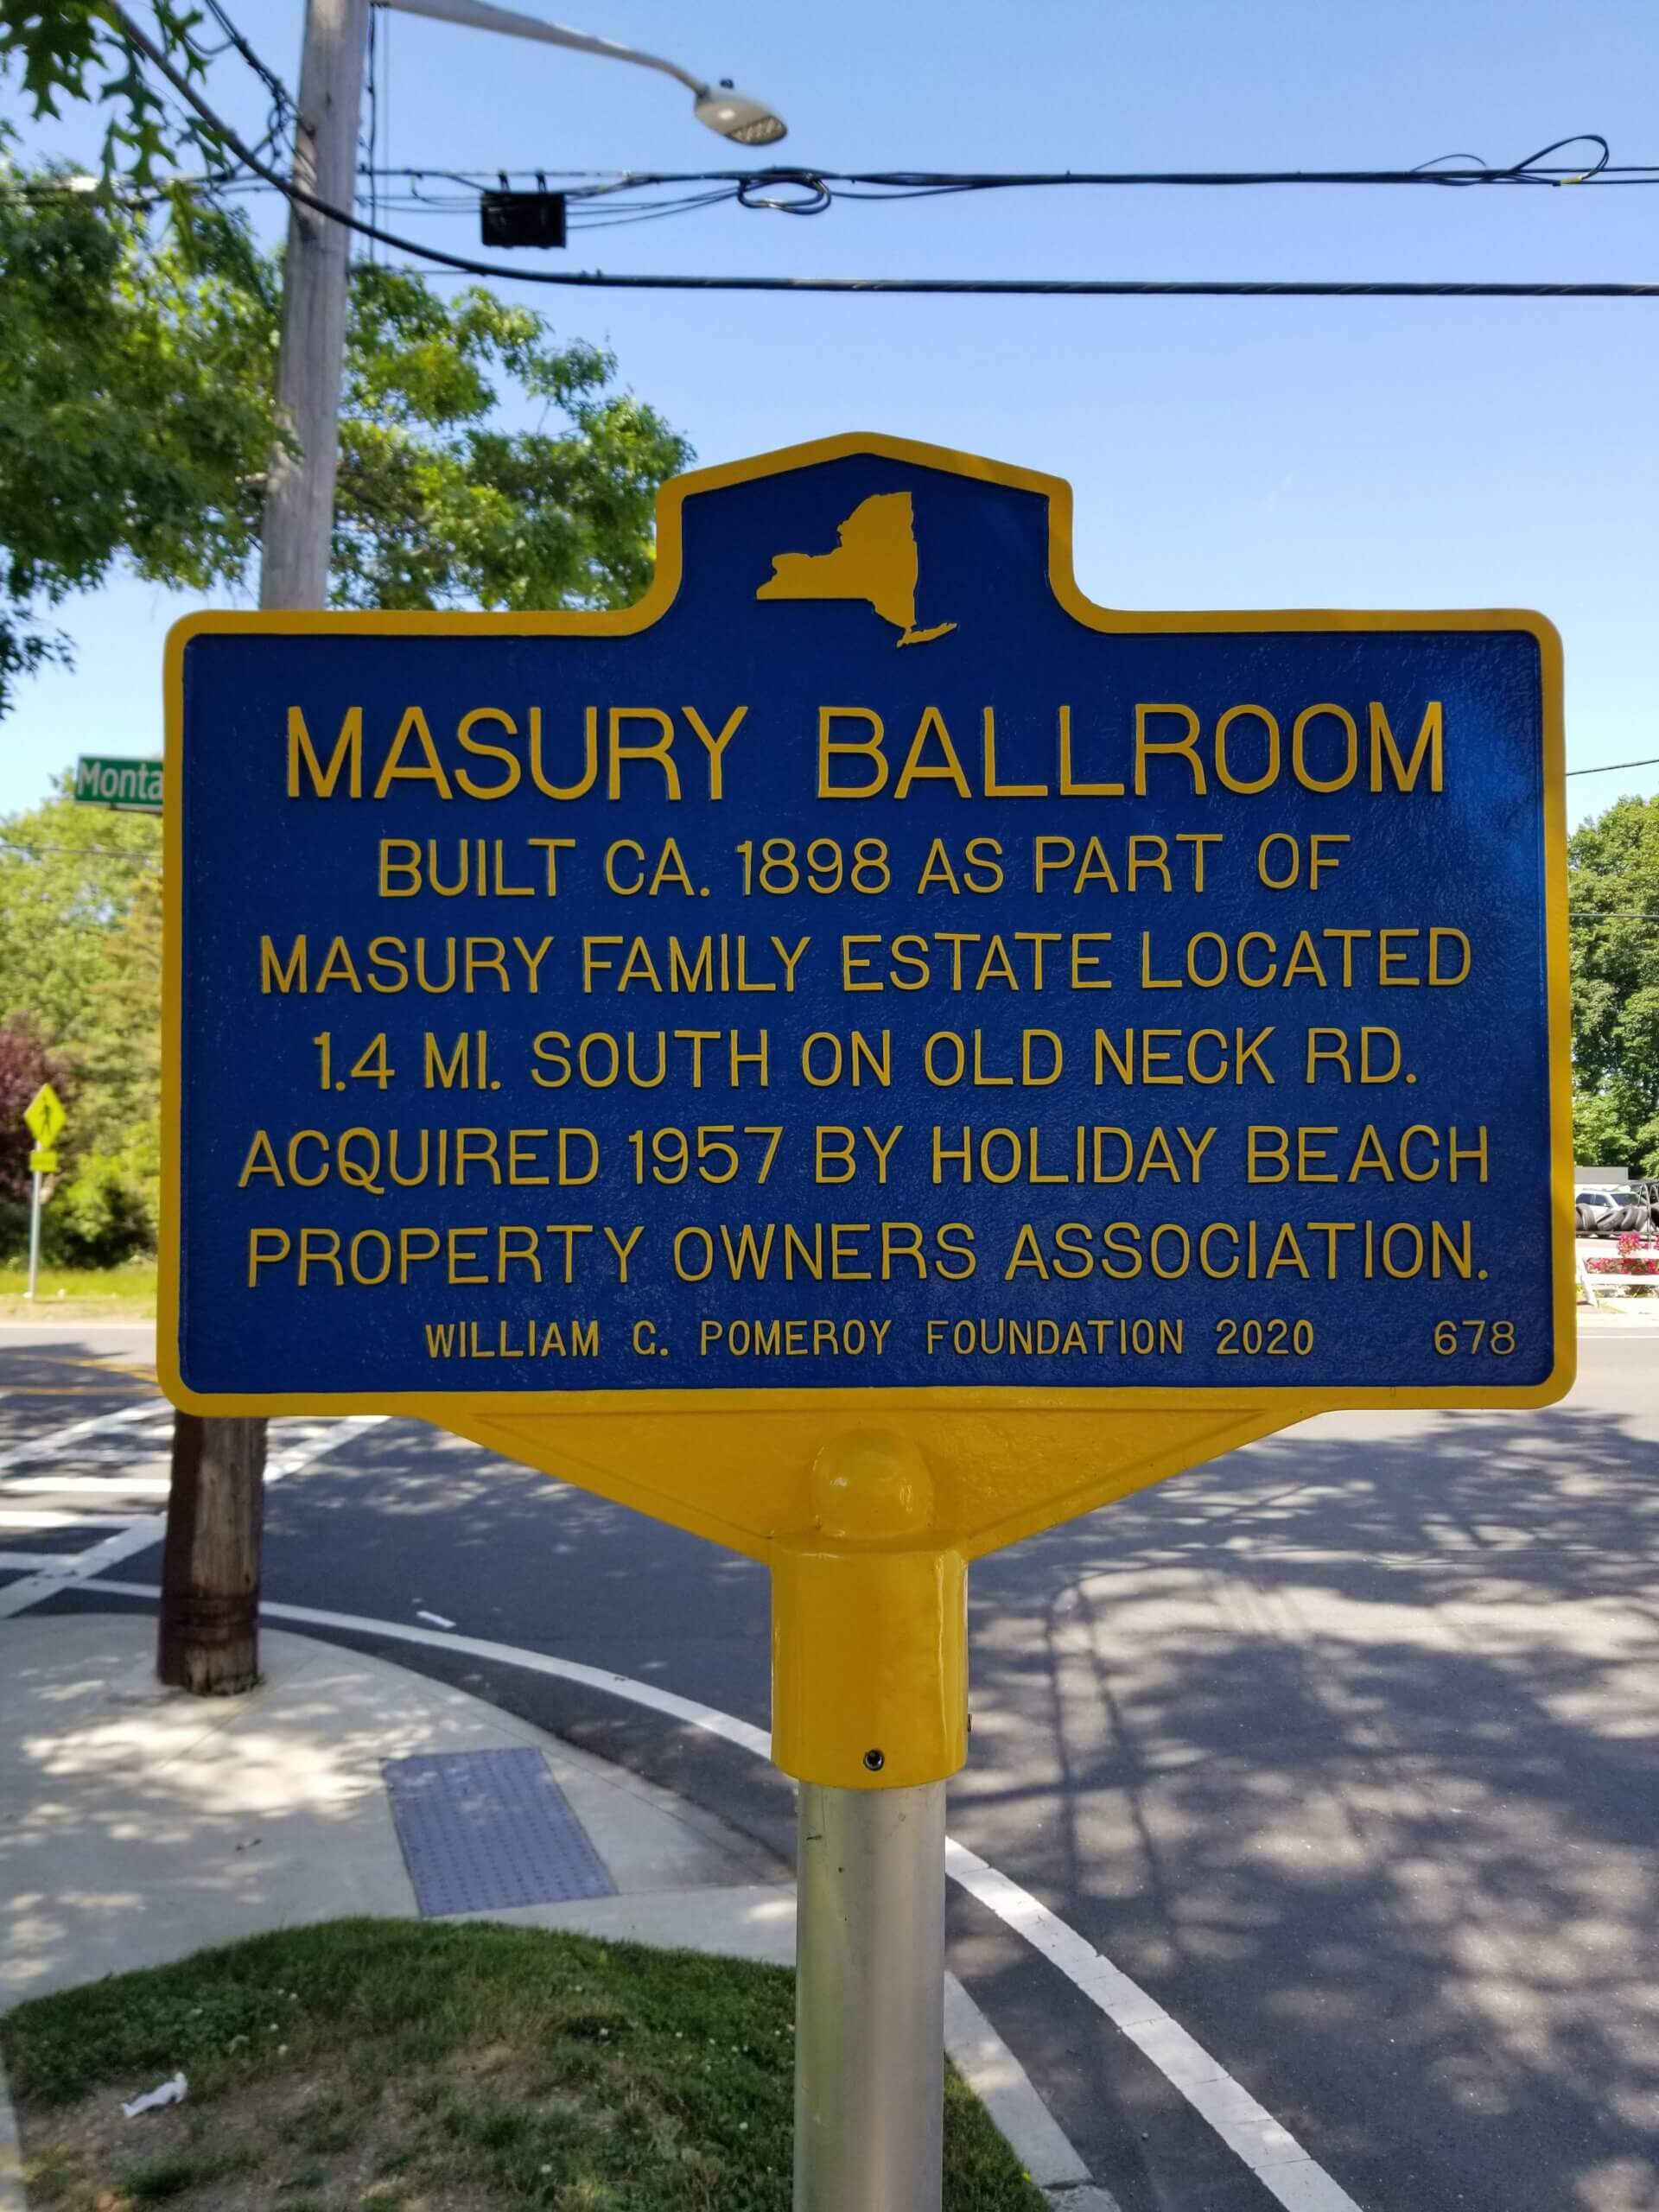 Monta
MASURY BALLROOM
BUILT CA. 1898 AS PART OF
MASURY FAMILY ESTATE LOCATED
1.4 MI. SOUTH ON OLD NECK RD.
ACQUIRED 1957 BY HOLIDAY BEACH
PROPERTY OWNERS ASSOCIATION.
WILLIAM G. POMEROY FOUNDATION 2020 678